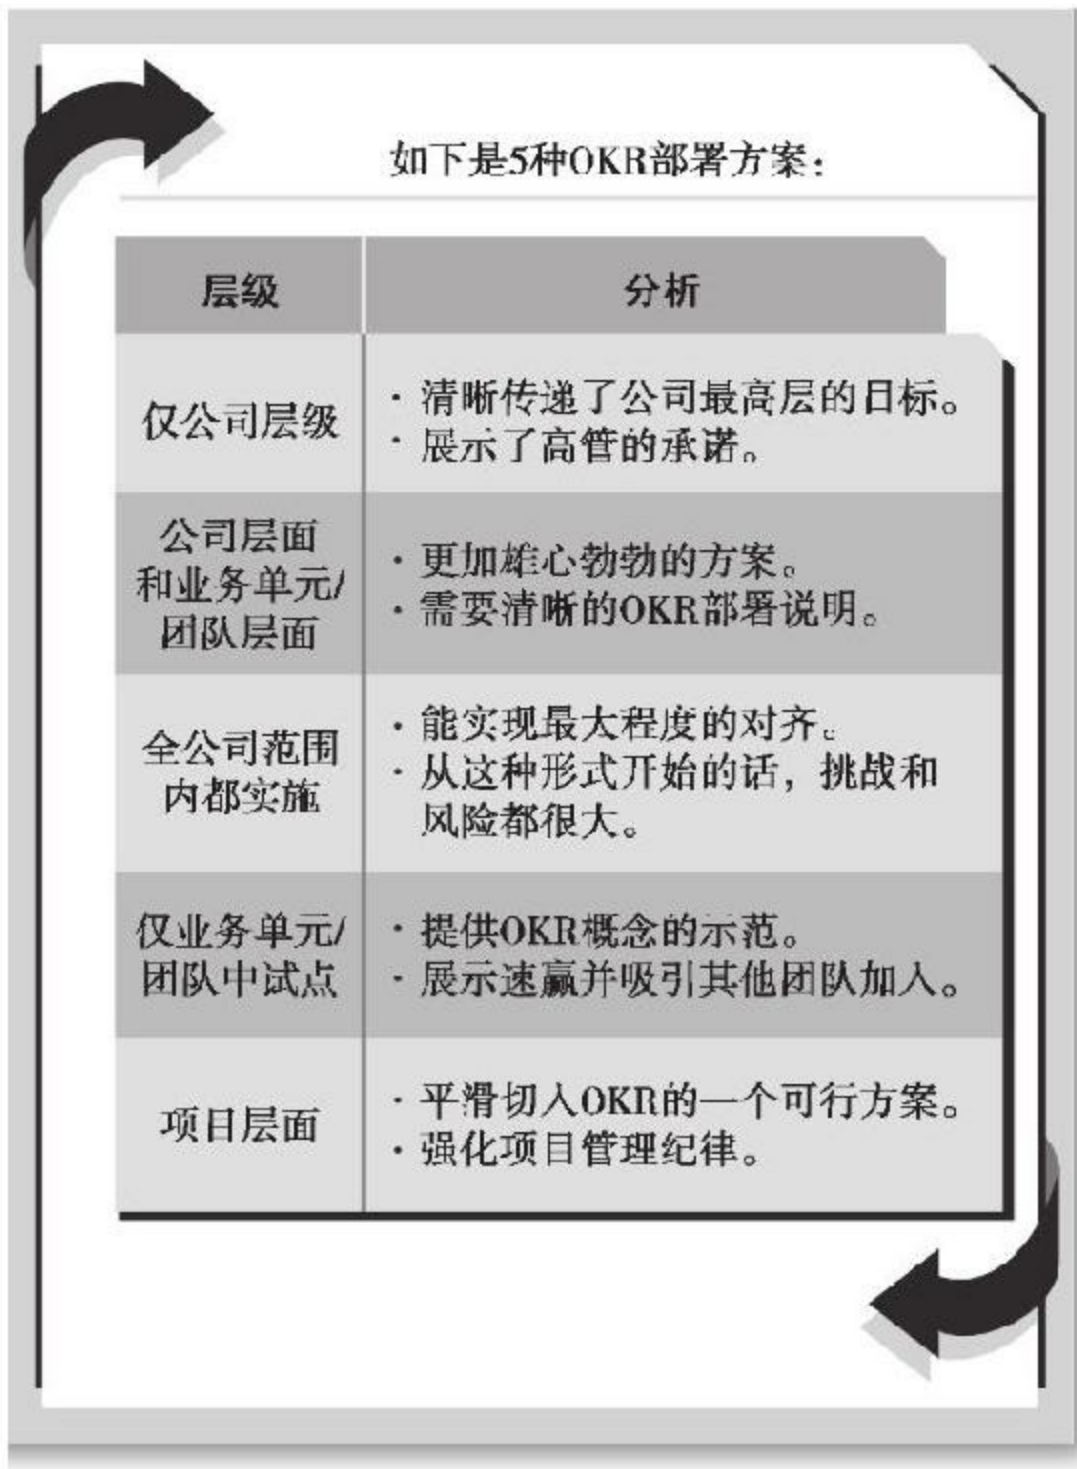 如下是5种OKR部署方案：
层级
分析
仅公司层级
· 清晰传递了公司最高层的目标。
· 展示了高管的承诺。
公司层面
和业务单元/
团队层面
· 更加雄心勃勃的方案。
· 需要清晰的OKR部署说明。
全公司范围
内都实施
· 能实现最大程度的对齐。
· 从这种形式开始的话，挑战和
风险都很大。
仅业务单元/
团队中试点
· 提供OKR概念的示范。
· 展示速赢并吸引其他团队加入。
项目层面
· 平滑切入OKR的一个可行方案。
· 强化项目管理纪律。